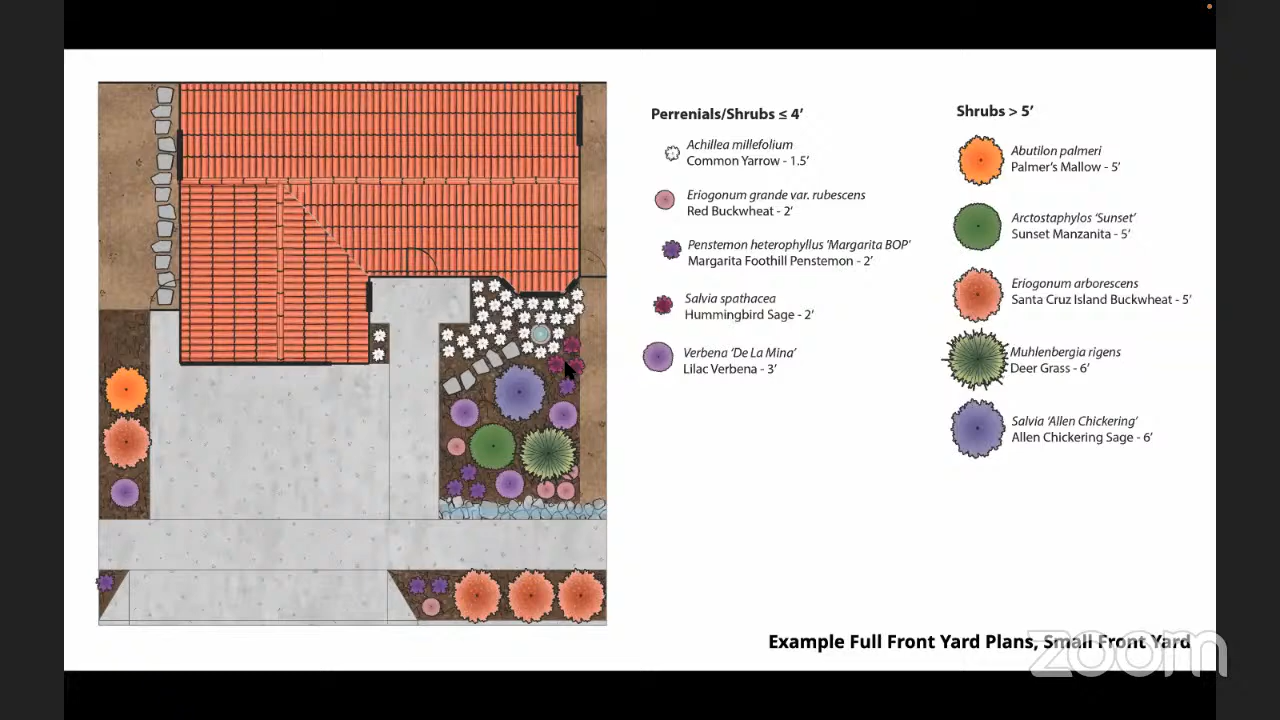 Perrenials/Shrubs ≤ 4’
Achillea millefolium
Common Yarrow - 1.5’
Eriogonum grande var. rubescens
Red Buckwheat - 2’
Penstemon heterophyllus ‘Margarita BOP’
Margarita Foothill Penstemon - 2’
Salvia spathacea
Hummingbird Sage - 2’
Verbena ‘De La Mina’
Lilac Verbena - 3’
Shrubs > 5’
Abutilon palmeri
Palmer’s Mallow - 5’
Arctostaphylos ‘Sunset’
Sunset Manzanita - 5’
Eriogonum arborescens
Santa Cruz Island Buckwheat - 5’
Muhlenbergia rigens
Deer Grass - 6’
Salvia ‘Allen Chickering’
Allen Chickering Sage - 6’
Example Full Front Yard Plans, Small Front Yard
zoom